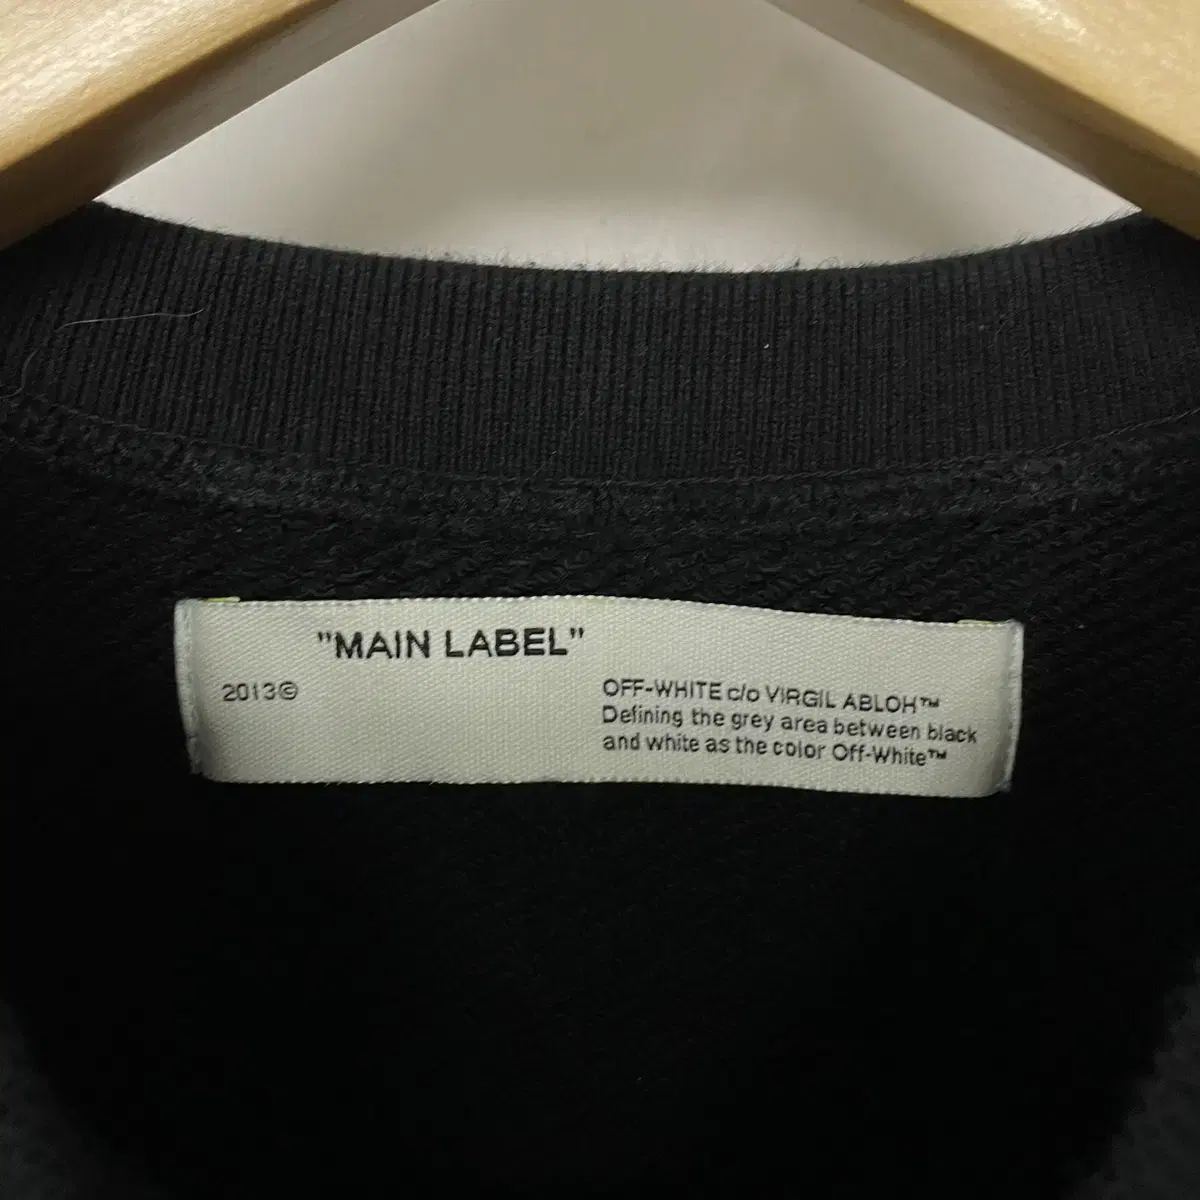 "MAIN LABEL"
2013©
OFF-WHITE c/o VIRGIL ABLOH™
Defining the grey area between black
and white as the color Off-White™